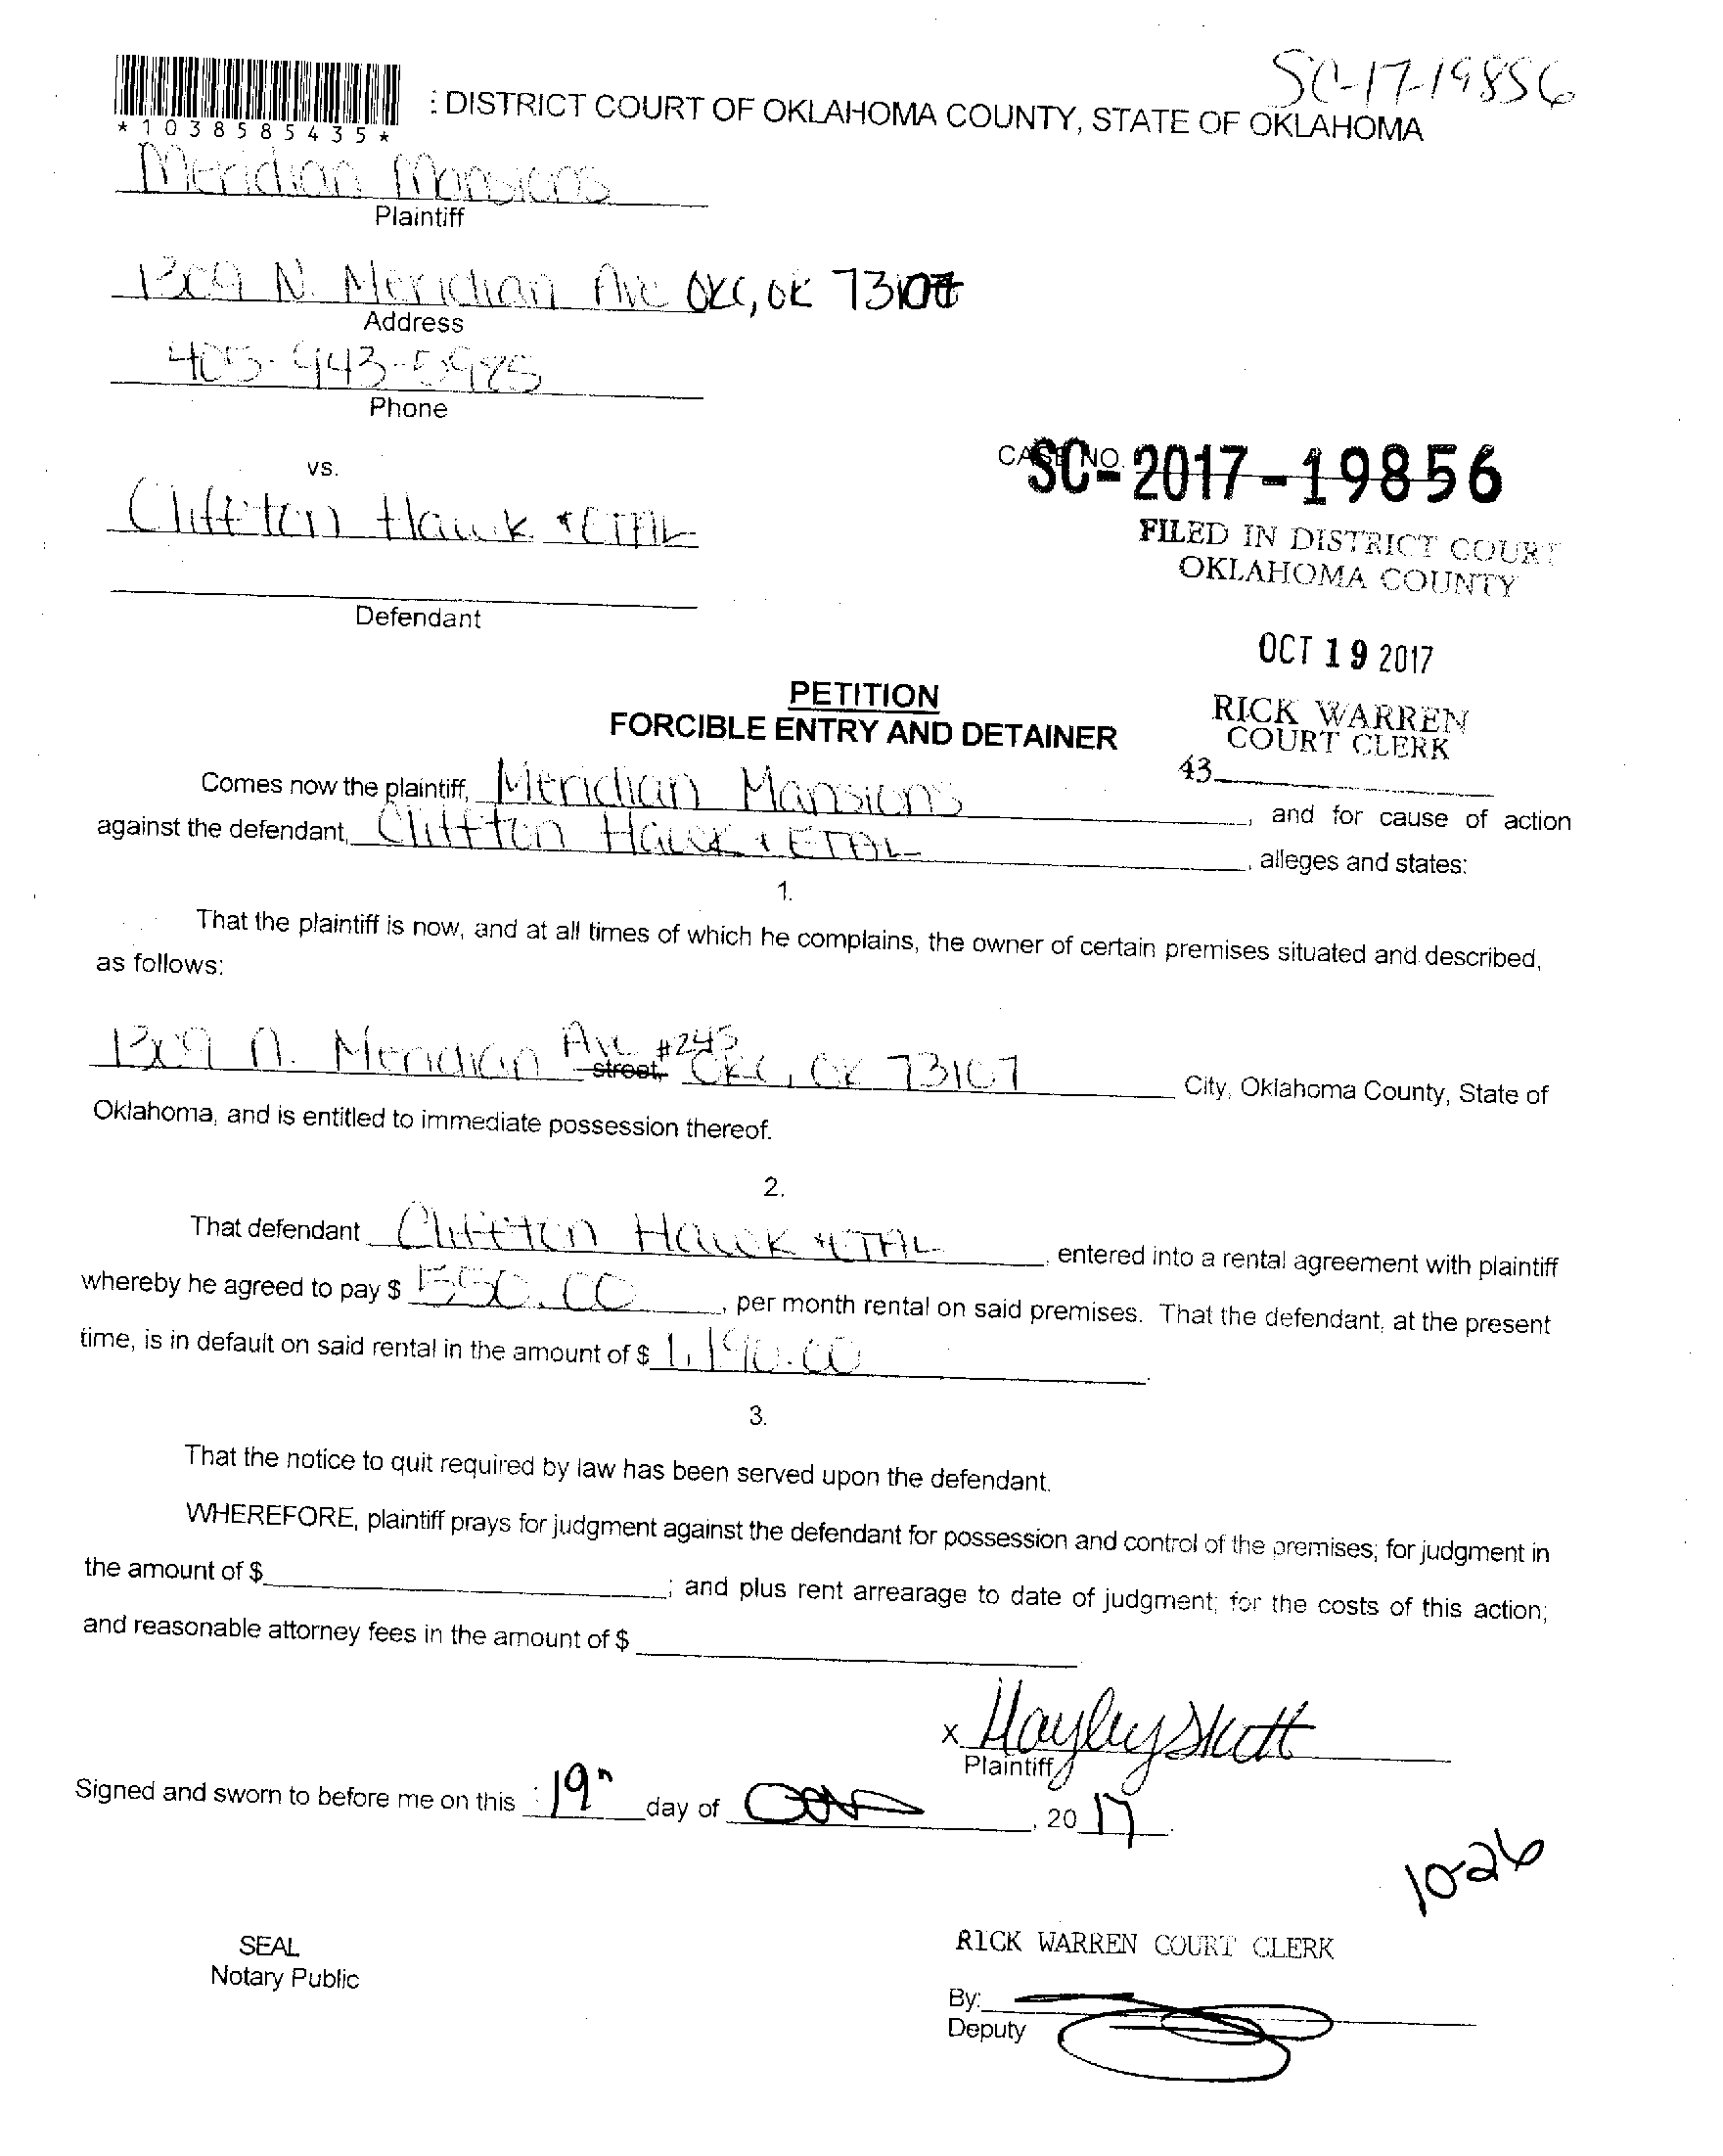 SC-17-19856
: DISTRICT COURT OF OKLAHOMA COUNTY, STATE OF OKLAHOMA
*1038585435*
Meridian Mansions
Plaintiff
1309 N. Meridian Ave OKC, OK 73107
Address
405-943-5985
Phone
vs.
CASE NO.
SC-2017-19856
Cliffton Hawk & ETAL
FILED IN DISTRICT COURT
OKLAHOMA COUNTY
Defendant
OCT 19 2017
PETITION
RICK WARREN
FORCIBLE ENTRY AND DETAINER
COURT CLERK
43
Comes now the plaintiff, Meridian Mansions, and for cause of action
against the defendant, Cliffton Hawk & ETAL, alleges and states:
1.
That the plaintiff is now, and at all times of which he complains, the owner of certain premises situated and described,
as follows:
1309 N. Meridian Ave #243 street, OKC, OK 73107 City, Oklahoma County, State of
Oklahoma, and is entitled to immediate possession thereof.
2.
That defendant Cliffton Hawk & ETAL, entered into a rental agreement with plaintiff
whereby he agreed to pay $ 550.00, per month rental on said premises. That the defendant, at the present
time, is in default on said rental in the amount of $ 1,190.00.
3.
That the notice to quit required by law has been served upon the defendant.
WHEREFORE, plaintiff prays for judgment against the defendant for possession and control of the premises; for judgment in
the amount of $ ; and plus rent arrearage to date of judgment; for the costs of this action;
and reasonable attorney fees in the amount of $
x Hayley Skutt
Plaintiff
Signed and sworn to before me on this 19th day of , 2017.
10-26
SEAL
Notary Public
RICK WARREN COURT CLERK
By:
Deputy